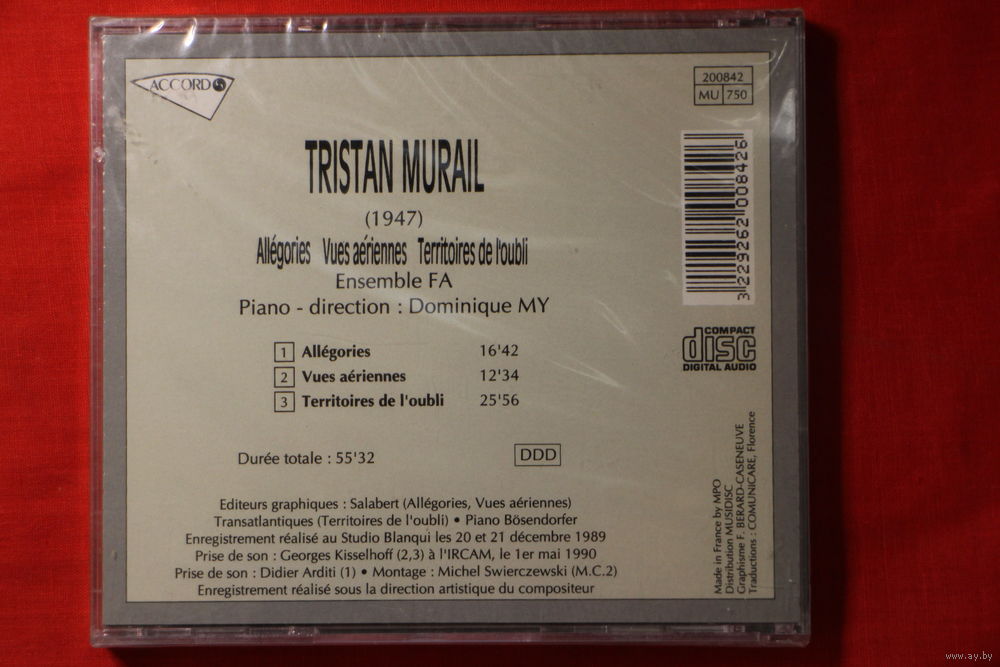 ACCORD
200842
MU 750
TRISTAN MURAIL
(1947)
Allégories Vues aériennes Territoires de l'oubli
Ensemble FA
Piano - direction : Dominique MY
1 Allégories 16'42
2 Vues aériennes 12'34
3 Territoires de l'oubli 25'56
Durée totale : 55'32
DDD
Editeurs graphiques : Salabert (Allégories, Vues aériennes)
Transatlantiques (Territoires de l'oubli) • Piano Bösendorfer
Enregistrement réalisé au Studio Blanqui les 20 et 21 décembre 1989
Prise de son : Georges Kisselhoff (2,3) à l'IRCAM, le 1er mai 1990
Prise de son : Didier Arditi (1) • Montage : Michel Swierczewski (M.C.2)
Enregistrement réalisé sous la direction artistique du compositeur
3 229262 008426
COMPACT
disc
DIGITAL AUDIO
Made in France by MPO
Distribution MUSIDISC
Graphisme F. BERARD-CASENEUVE
Traductions : COMUNICARE, Florence
www.ay.by